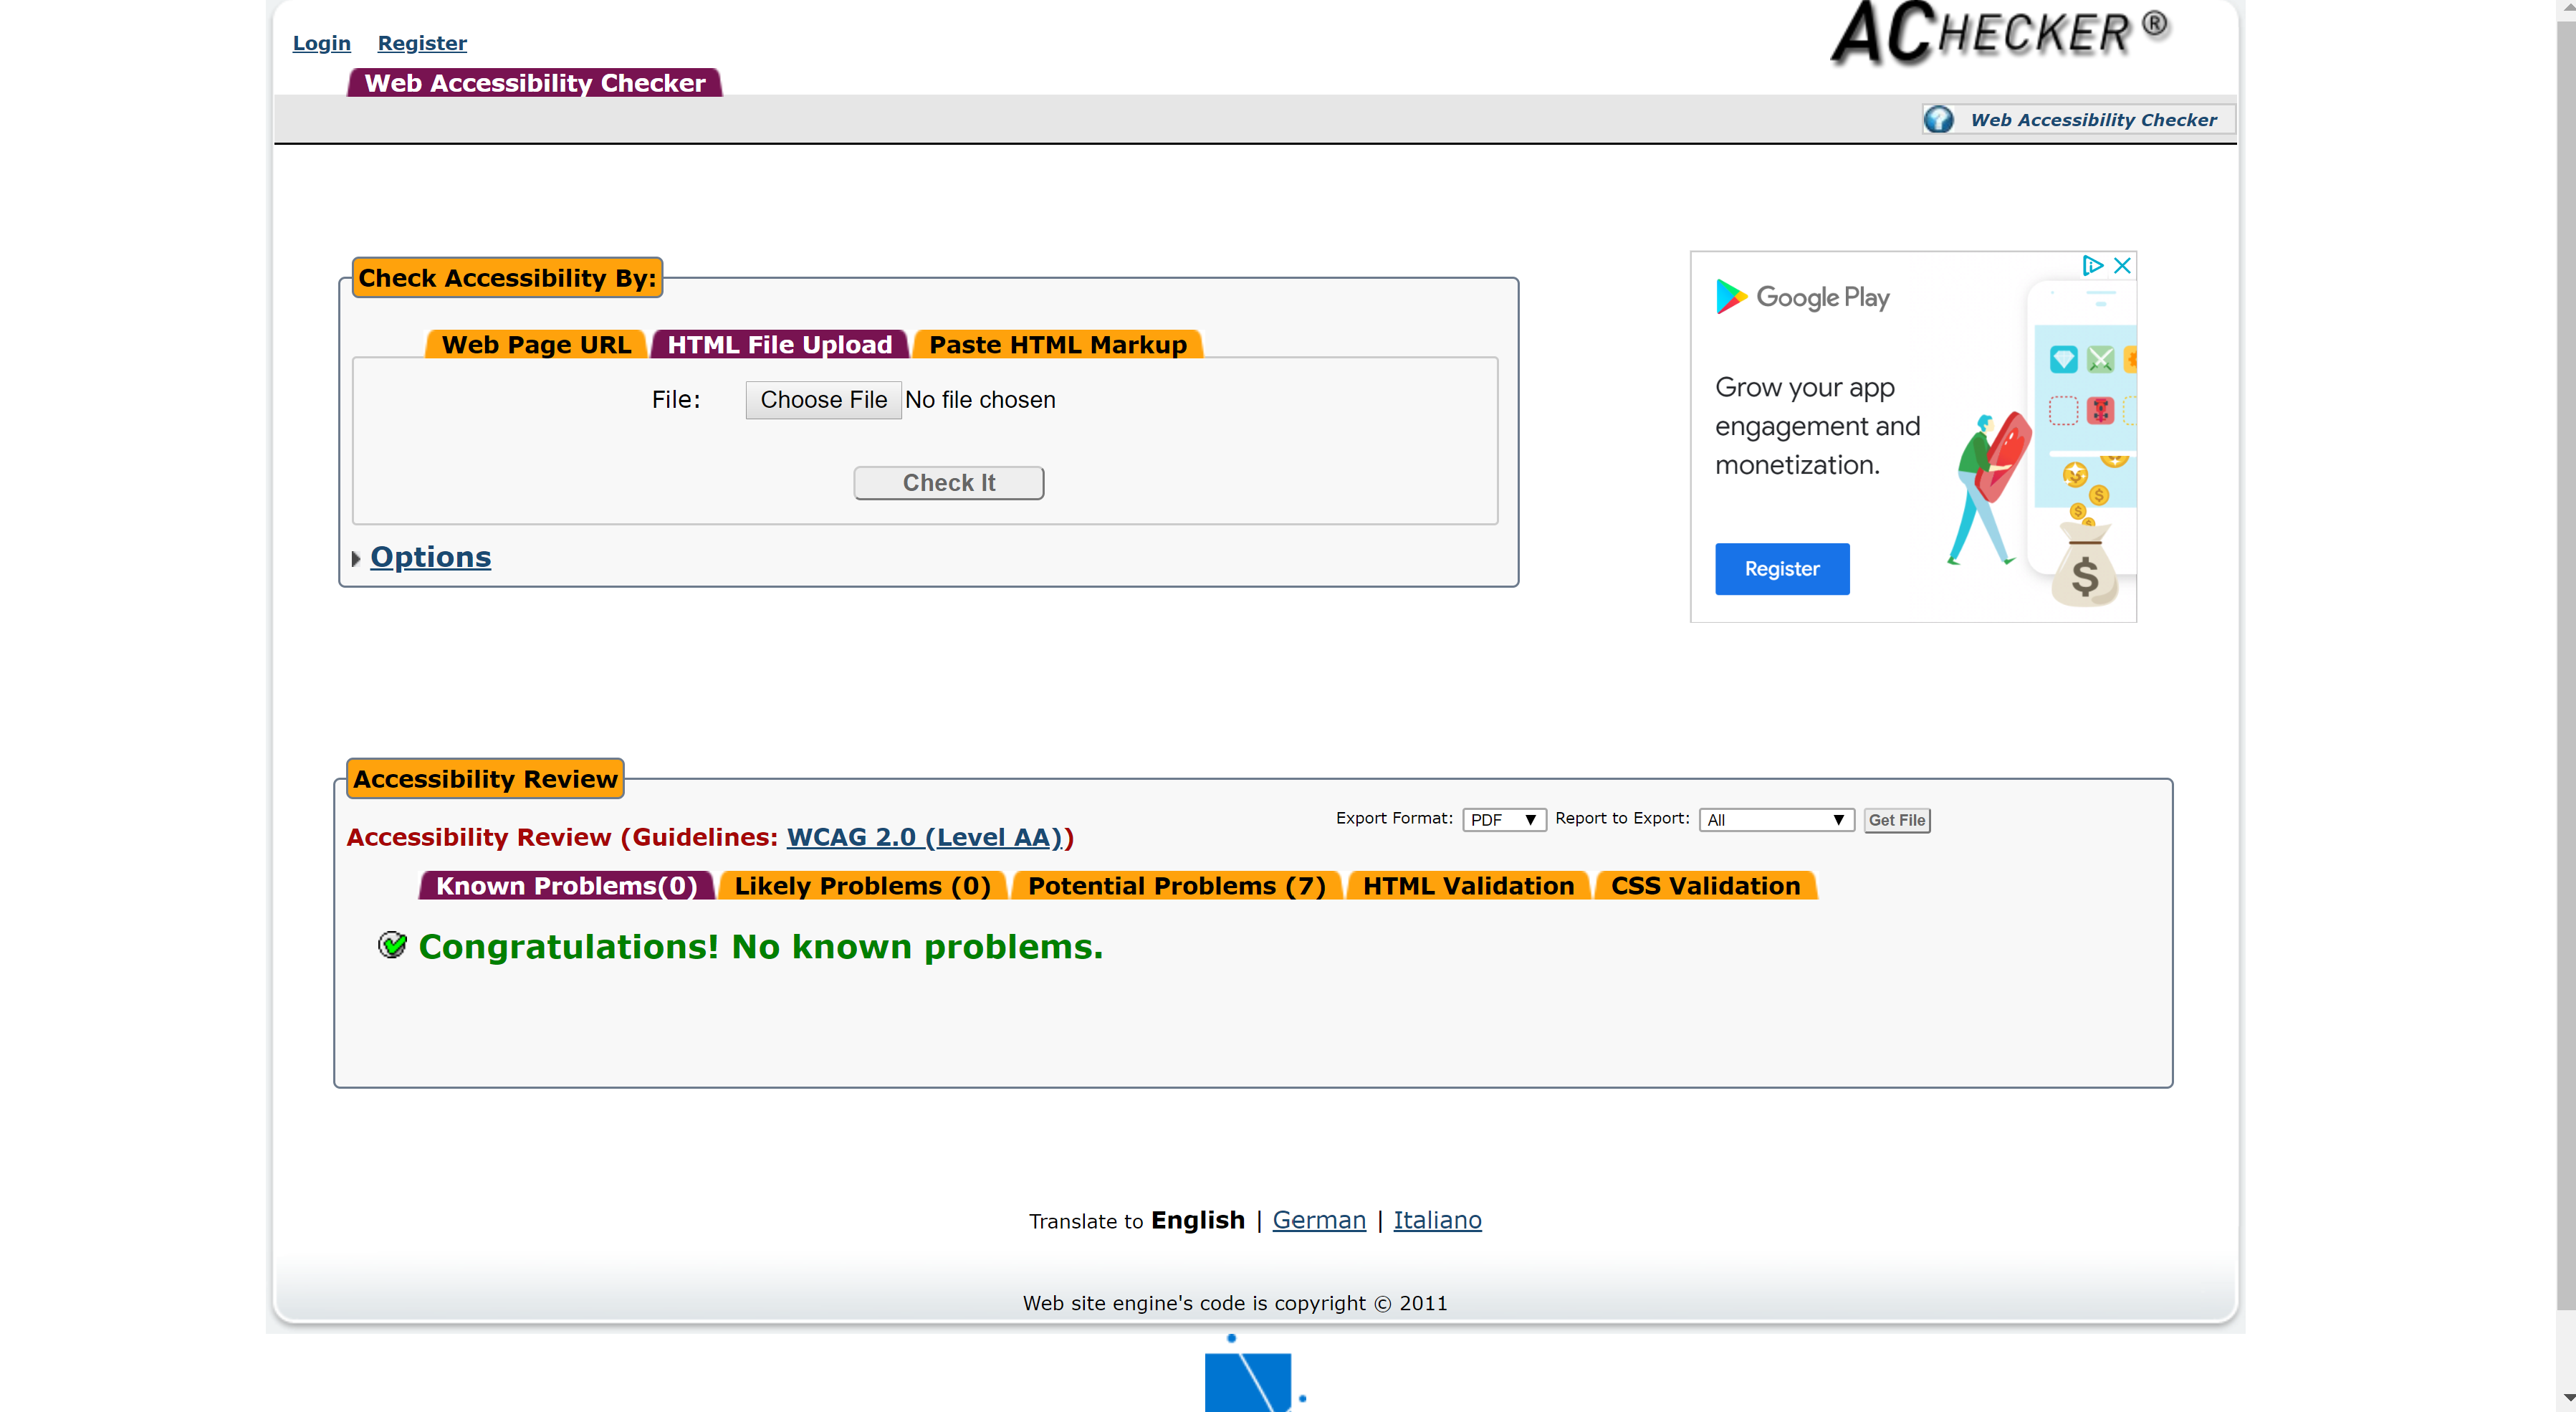 Login Register
ACHECKER ®
Web Accessibility Checker
Web Accessibility Checker
Check Accessibility By:
Web Page URL HTML File Upload Paste HTML Markup
File: Choose File No file chosen
Check It
Options
Google Play
Grow your app
engagement and
monetization.
Register
Accessibility Review
Export Format: PDF Report to Export: All Get File
Accessibility Review (Guidelines: WCAG 2.0 (Level AA))
Known Problems(0) Likely Problems (0) Potential Problems (7) HTML Validation CSS Validation
Congratulations! No known problems.
Translate to English | German | Italiano
Web site engine's code is copyright © 2011